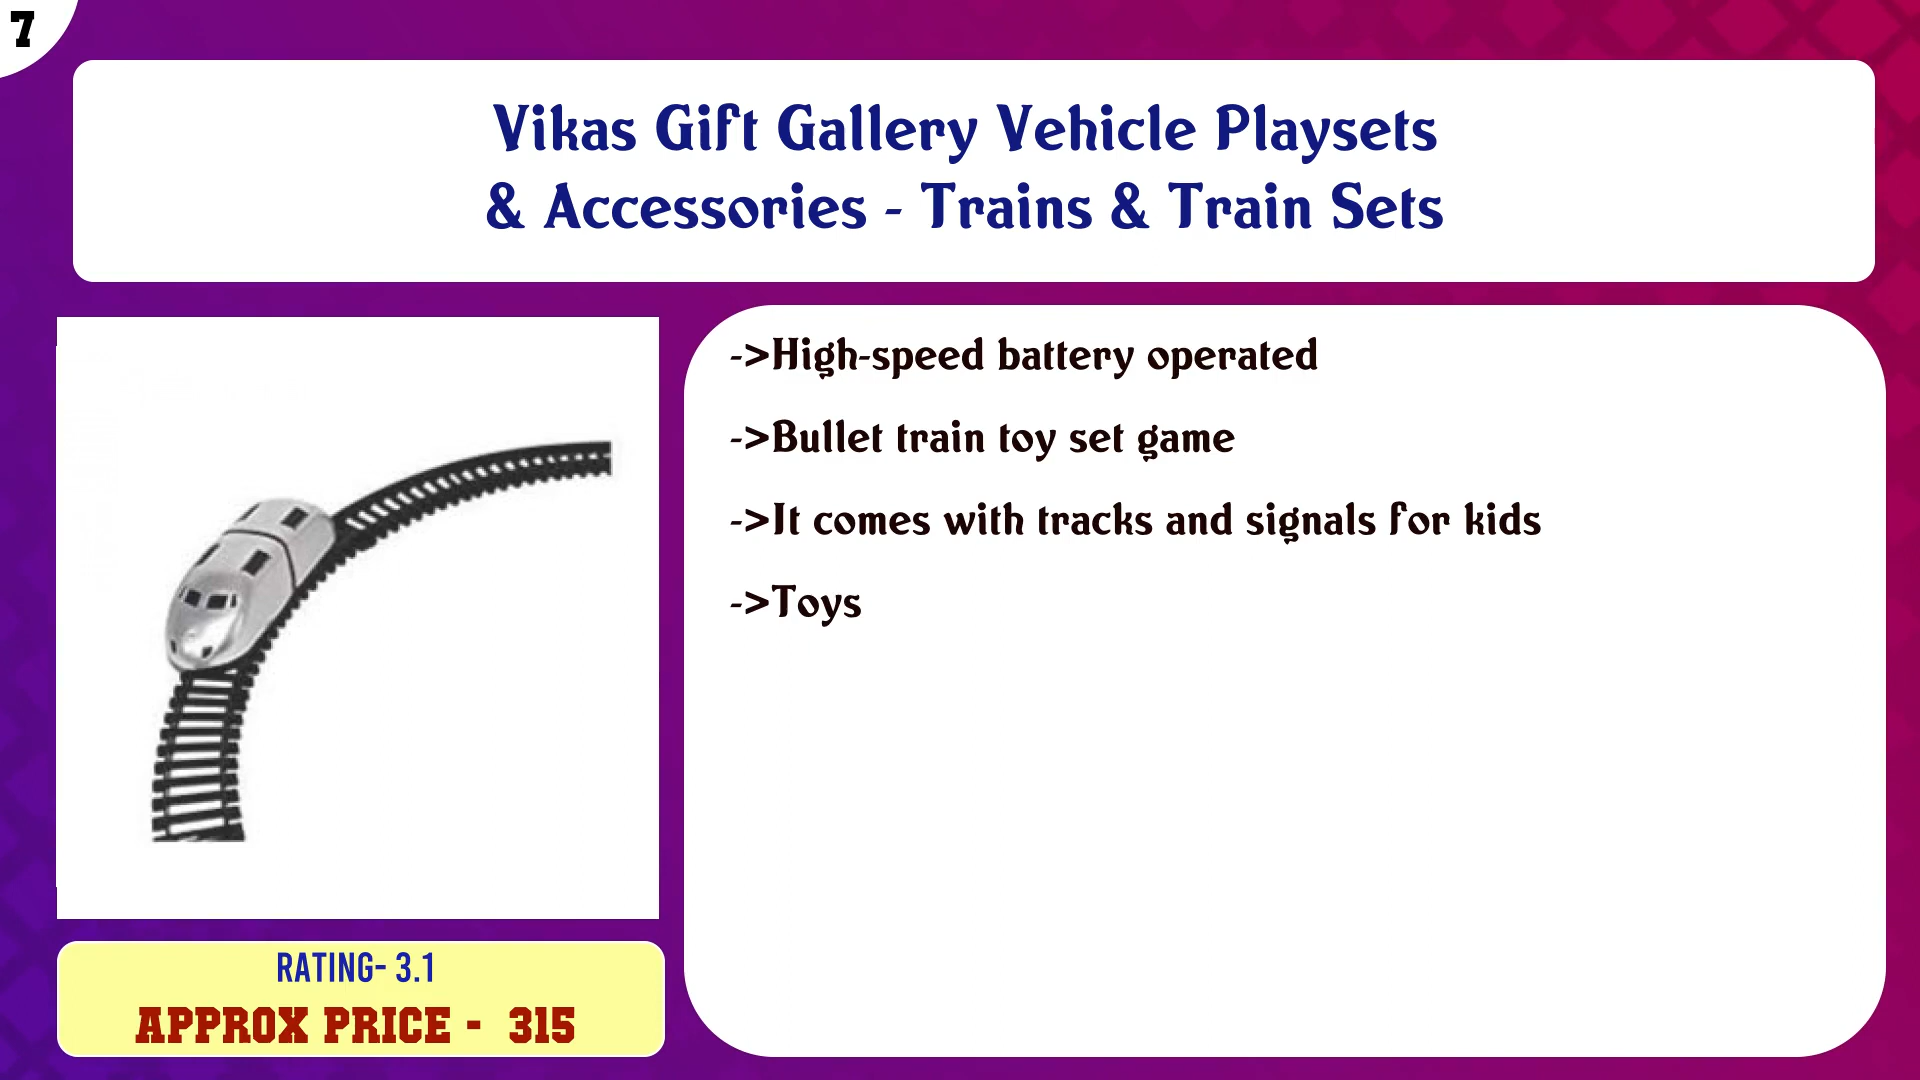 7
Vikas Gift Gallery Vehicle Playsets
& Accessories - Trains & Train Sets
->High-speed battery operated
->Bullet train toy set game
->It comes with tracks and signals for kids
->Toys
RATING- 3.1
APPROX PRICE - 315